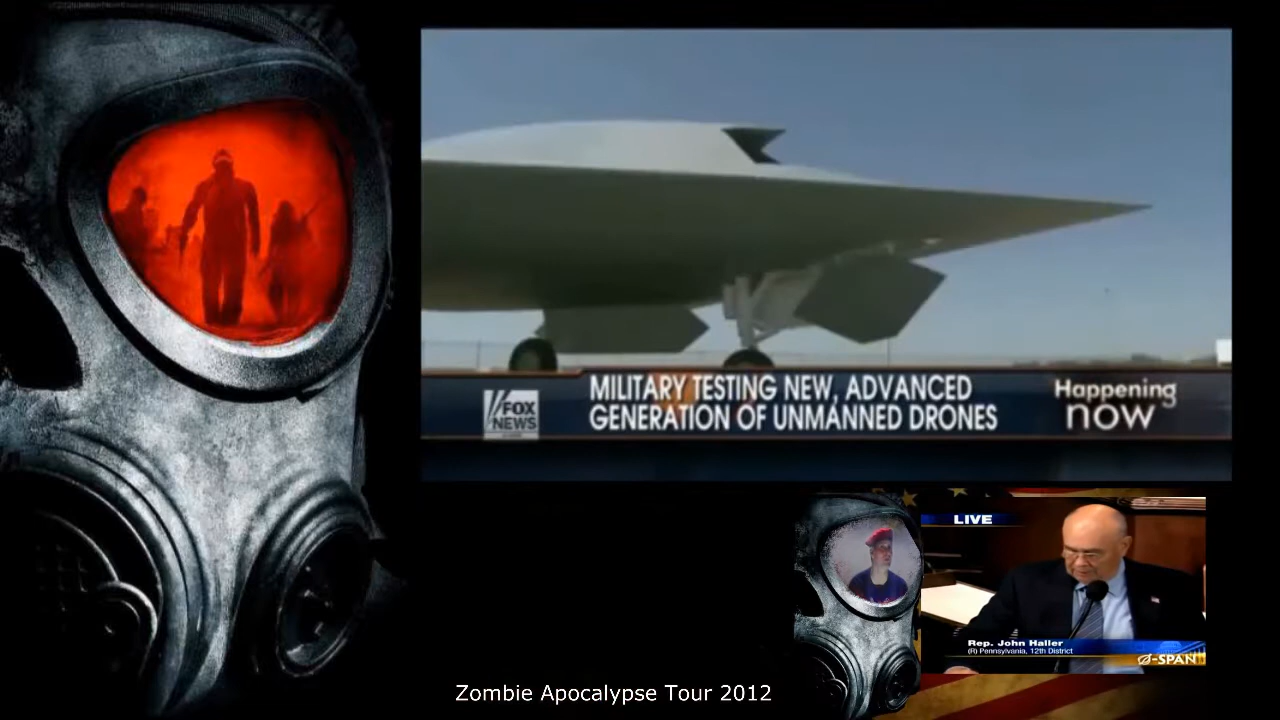 FOX
NEWS
MILITARY TESTING NEW, ADVANCED
GENERATION OF UNMANNED DRONES
Happening
now
LIVE
Rep. John Haller
(R) Pennsylvania, 12th District
-SPAN
Zombie Apocalypse Tour 2012